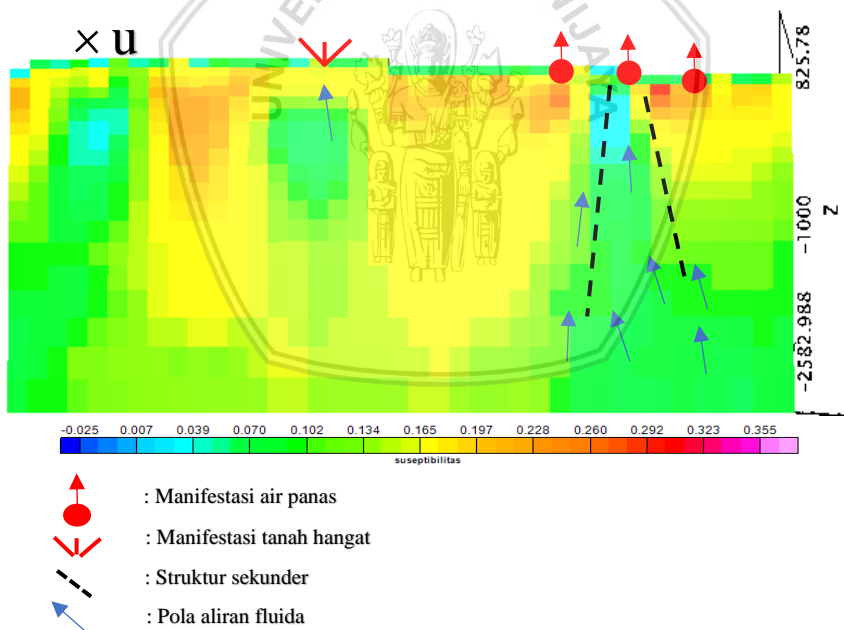 × u
UNIVER WIJAYA
825.78
-1000
Z
-2582.988
-0.025 0.007 0.039 0.070 0.102 0.134 0.165 0.197 0.228 0.260 0.292 0.323 0.355
suseptibilitas
: Manifestasi air panas
: Manifestasi tanah hangat
: Struktur sekunder
: Pola aliran fluida